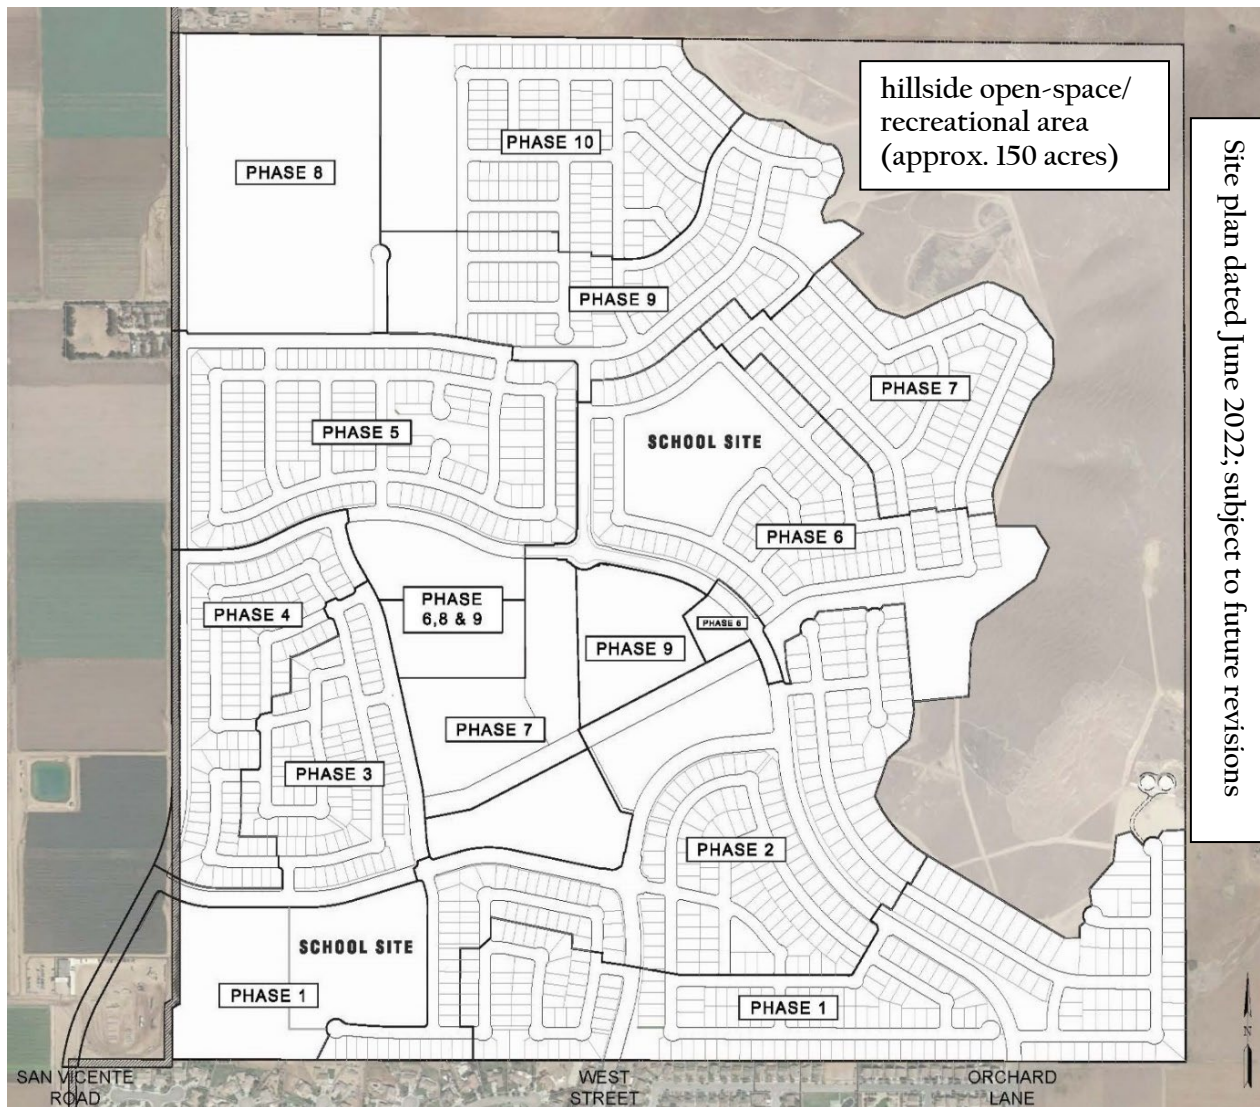 hillside open-space/
recreational area
(approx. 150 acres)
Site plan dated June 2022; subject to future revisions
PHASE 8
PHASE 10
PHASE 9
PHASE 7
PHASE 5
SCHOOL SITE
PHASE 6
PHASE 4
PHASE
6,8 & 9
PHASE 9
PHASE 6
PHASE 7
PHASE 3
PHASE 2
SCHOOL SITE
PHASE 1
PHASE 1
N
SAN VICENTE
ROAD
WEST
STREET
ORCHARD
LANE